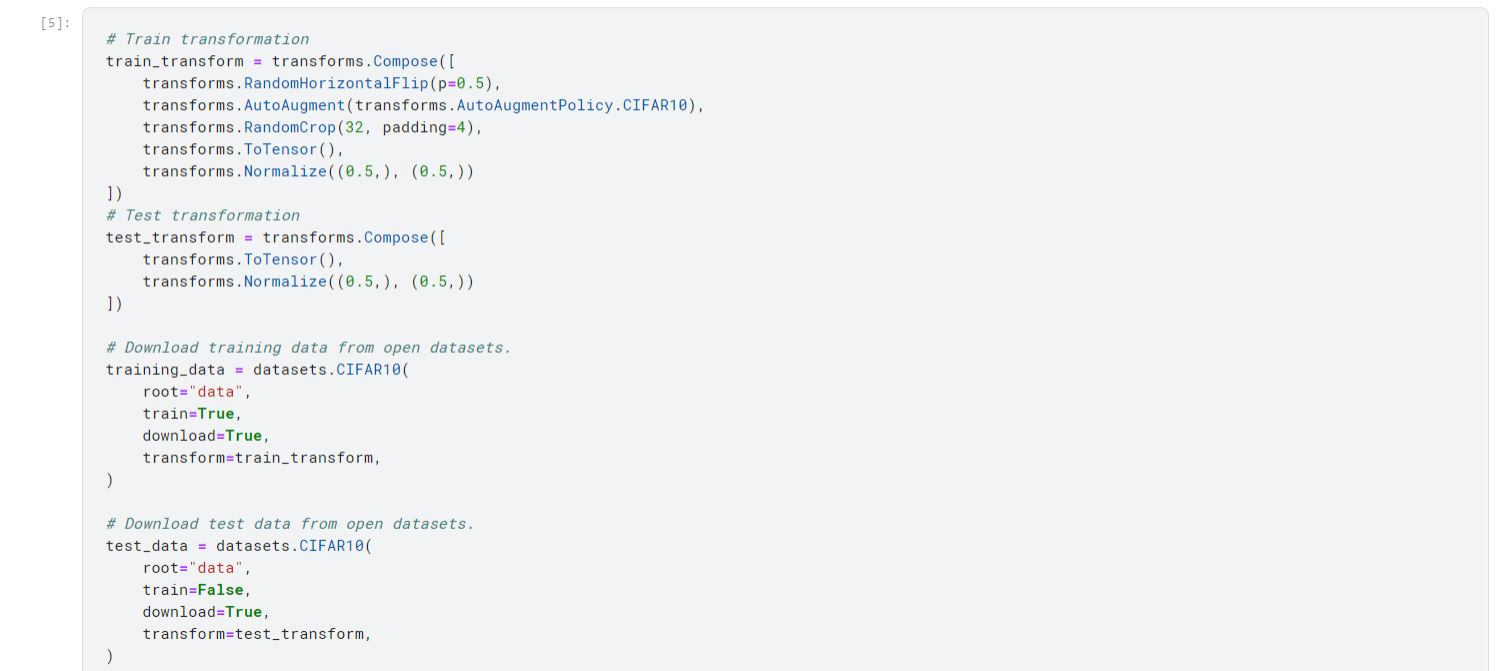 [5]:
# Train transformation
train_transform = transforms.Compose([
    transforms.RandomHorizontalFlip(p=0.5),
    transforms.AutoAugment(transforms.AutoAugmentPolicy.CIFAR10),
    transforms.RandomCrop(32, padding=4),
    transforms.ToTensor(),
    transforms.Normalize((0.5,), (0.5,))
])
# Test transformation
test_transform = transforms.Compose([
    transforms.ToTensor(),
    transforms.Normalize((0.5,), (0.5,))
])
# Download training data from open datasets.
training_data = datasets.CIFAR10(
    root="data",
    train=True,
    download=True,
    transform=train_transform,
)
# Download test data from open datasets.
test_data = datasets.CIFAR10(
    root="data",
    train=False,
    download=True,
    transform=test_transform,
)